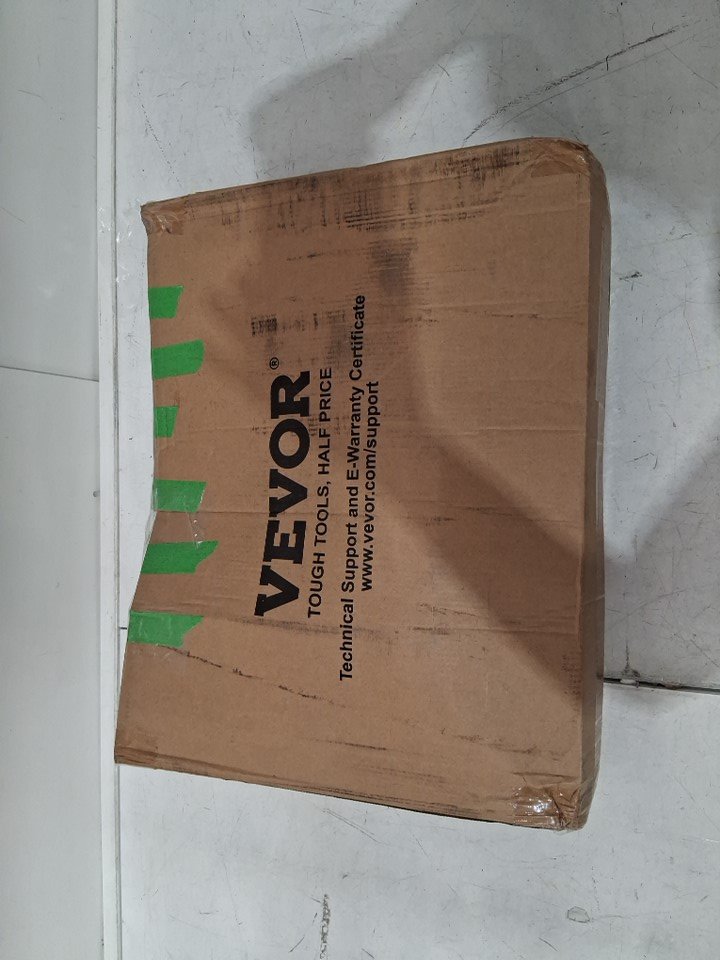 VEVOR®
TOUGH TOOLS, HALF PRICE
Technical Support and E-Warranty Certificate
www.vevor.com/support